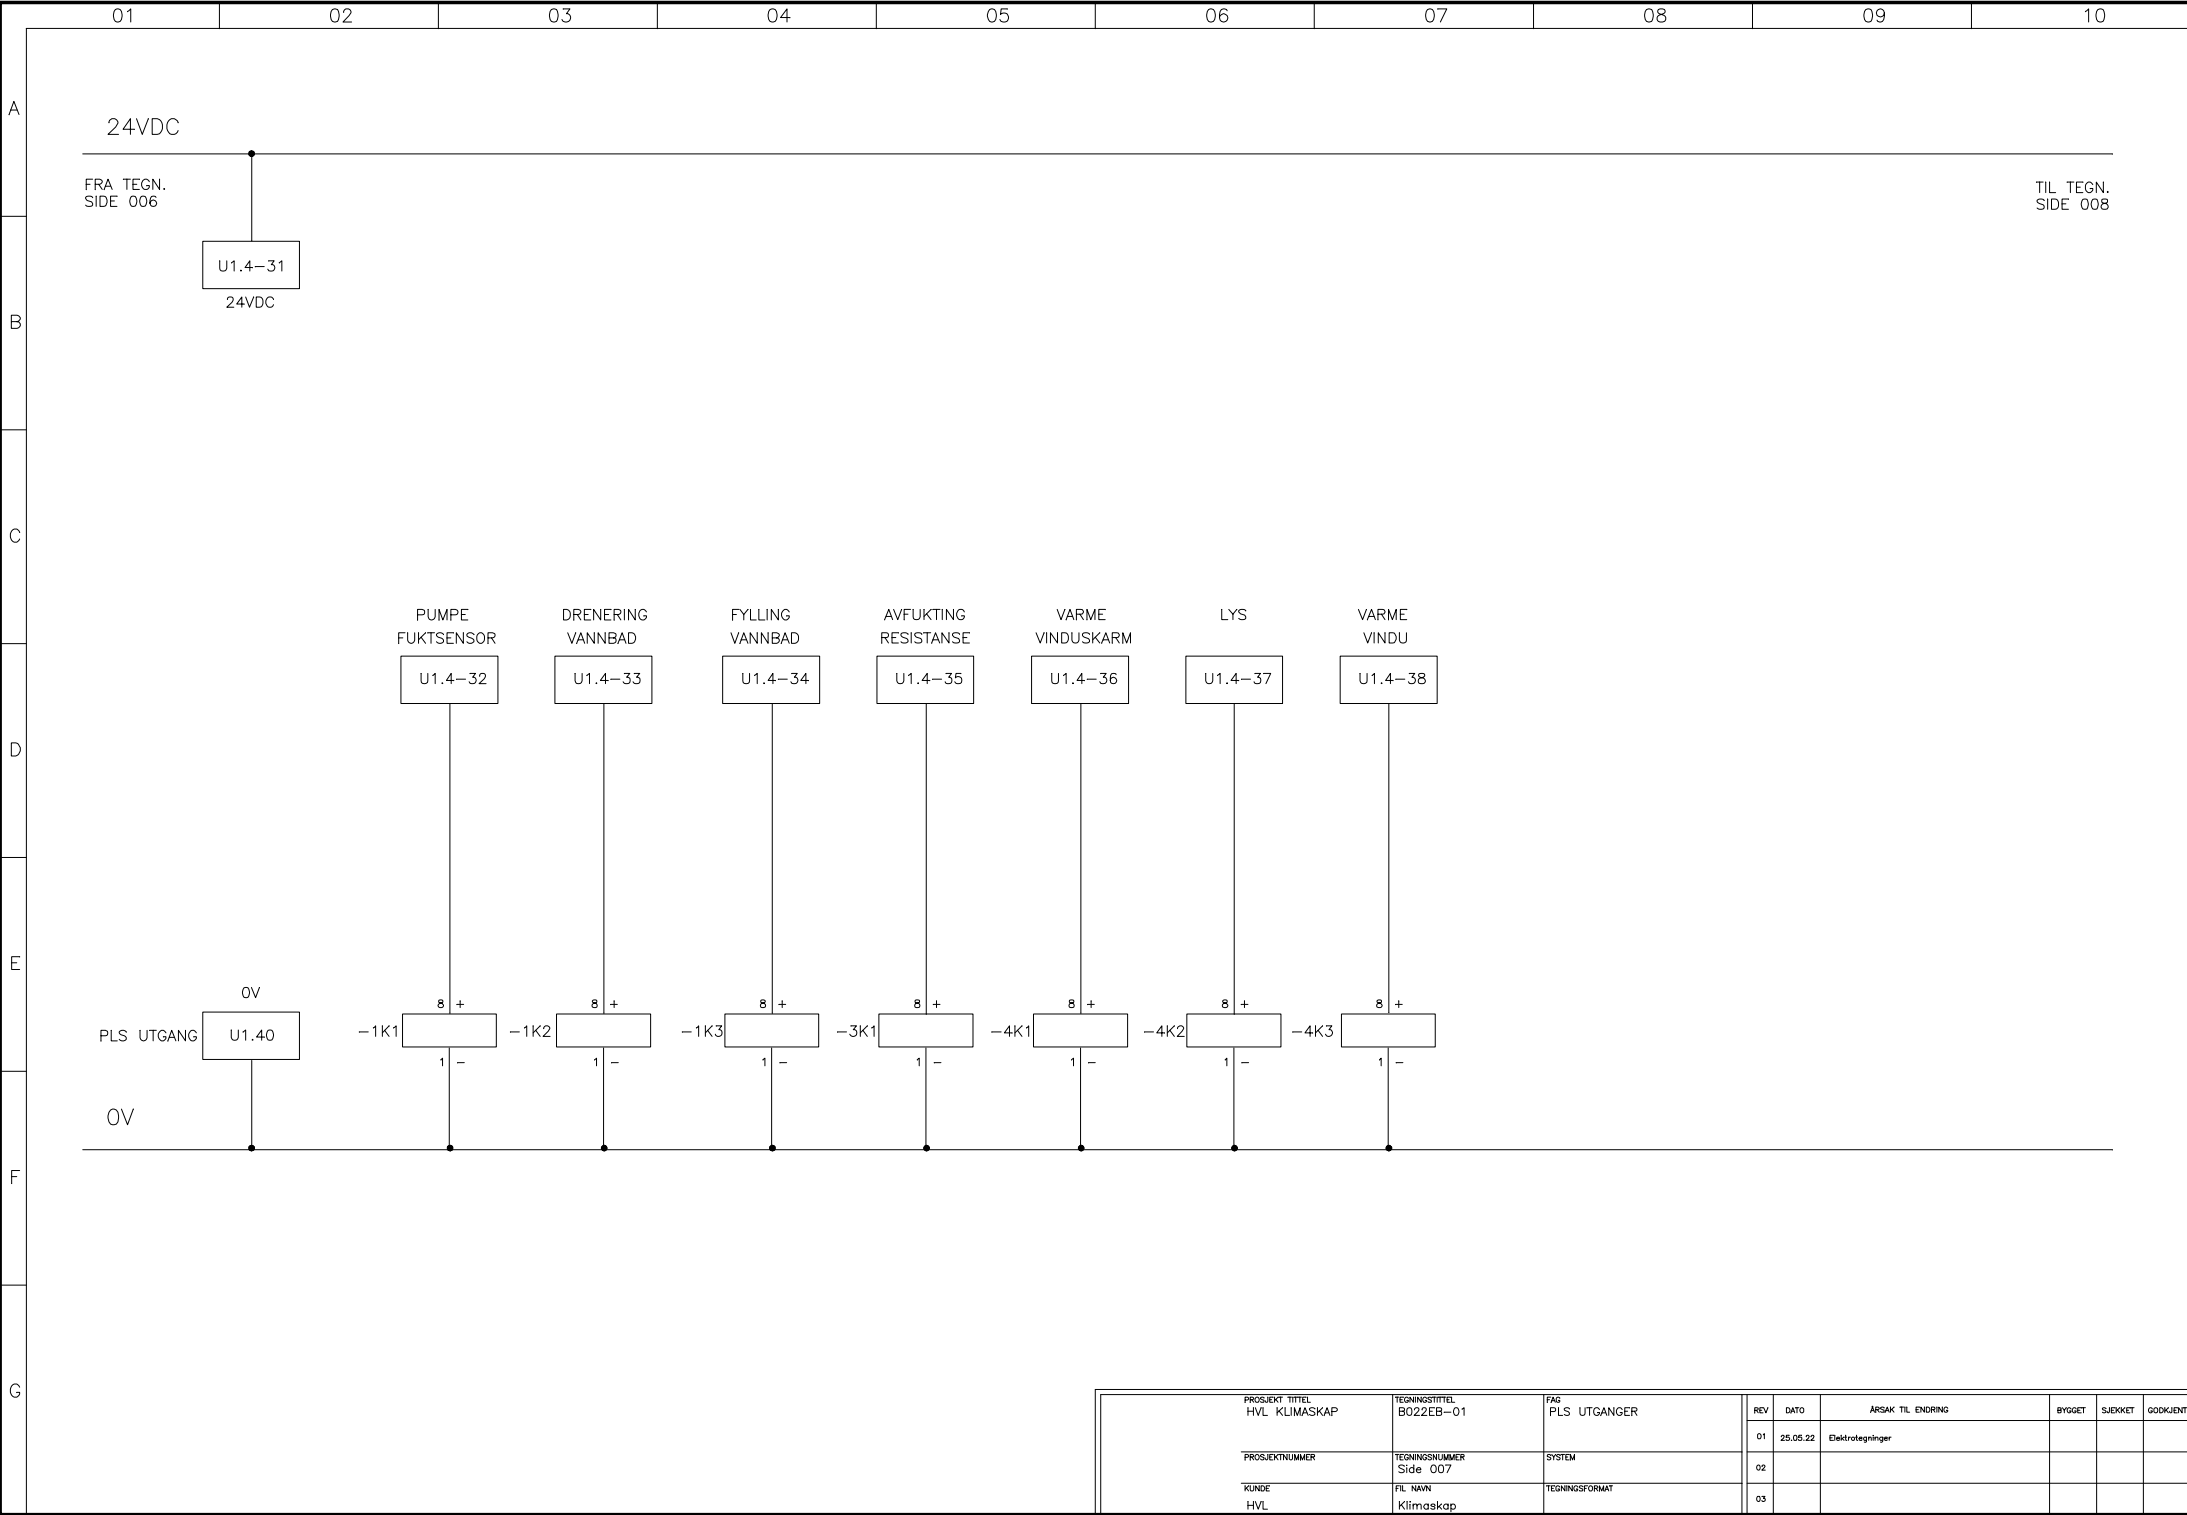 01 02 03 04 05 06 07 08 09 10
A
24VDC
FRA TEGN.
SIDE 006
TIL TEGN.
SIDE 008
U1.4-31
24VDC
B
C
PUMPE
FUKTSENSOR
DRENERING
VANNBAD
FYLLING
VANNBAD
AVFUKTING
RESISTANSE
VARME
VINDUSKARM
LYS
VARME
VINDU
U1.4-32 U1.4-33 U1.4-34 U1.4-35 U1.4-36 U1.4-37 U1.4-38
D
E
0V
8 + 8 + 8 + 8 + 8 + 8 + 8 +
PLS UTGANG U1.40 -1K1 -1K2 -1K3 -3K1 -4K1 -4K2 -4K3
1 - 1 - 1 - 1 - 1 - 1 - 1 -
0V
F
G
PROSJEKT TITTEL
HVL KLIMASKAP
TEGNINGSTITTEL
B022EB-01
FAG
PLS UTGANGER
PROSJEKTNUMMER
TEGNINGSNUMMER
Side 007
SYSTEM
KUNDE
HVL
FIL NAVN
Klimaskap
TEGNINGSFORMAT
REV DATO ÅRSAK TIL ENDRING BYGGET SJEKKET GODKJENT
01 25.05.22 Elektrotegninger
02
03